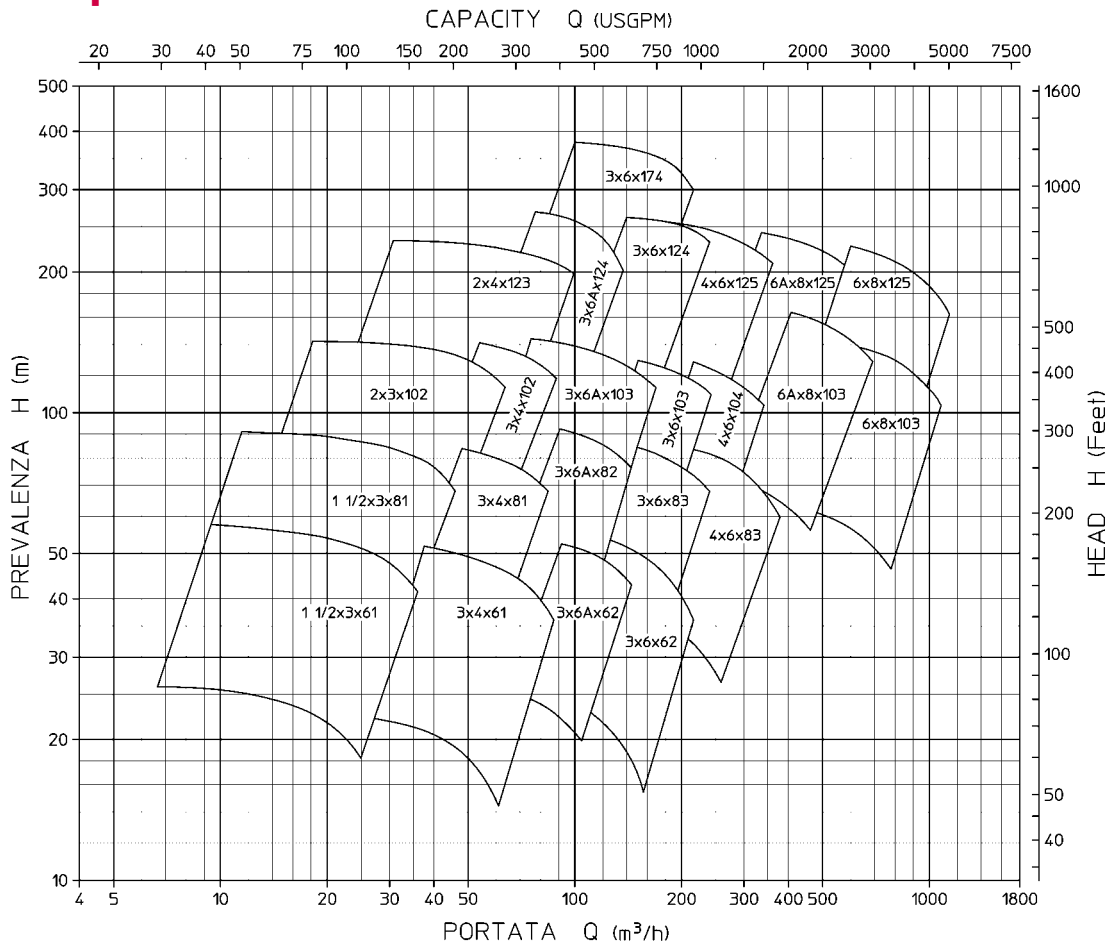 CAPACITY Q (USGPM)
20 30 40 50 75 100 150 200 300 500 750 1000 2000 3000 5000 7500
500
400
300
200
100
50
40
30
20
10
1600
1000
500
400
300
200
100
50
40
PREVALENZA H (m)
HEAD H (Feet)
3x6x174
2x4x123
3x6Ax124
3x6x124
4x6x125
6Ax8x125
6x8x125
2x3x102
3x4x102
3x6Ax103
3x6x103
4x6x104
6Ax8x103
6x8x103
1 1/2x3x81
3x4x81
3x6Ax82
3x6x83
4x6x83
1 1/2x3x61
3x4x61
3x6Ax62
3x6x62
4 5 10 20 30 40 50 100 200 300 400 500 1000 1800
PORTATA Q (m³/h)